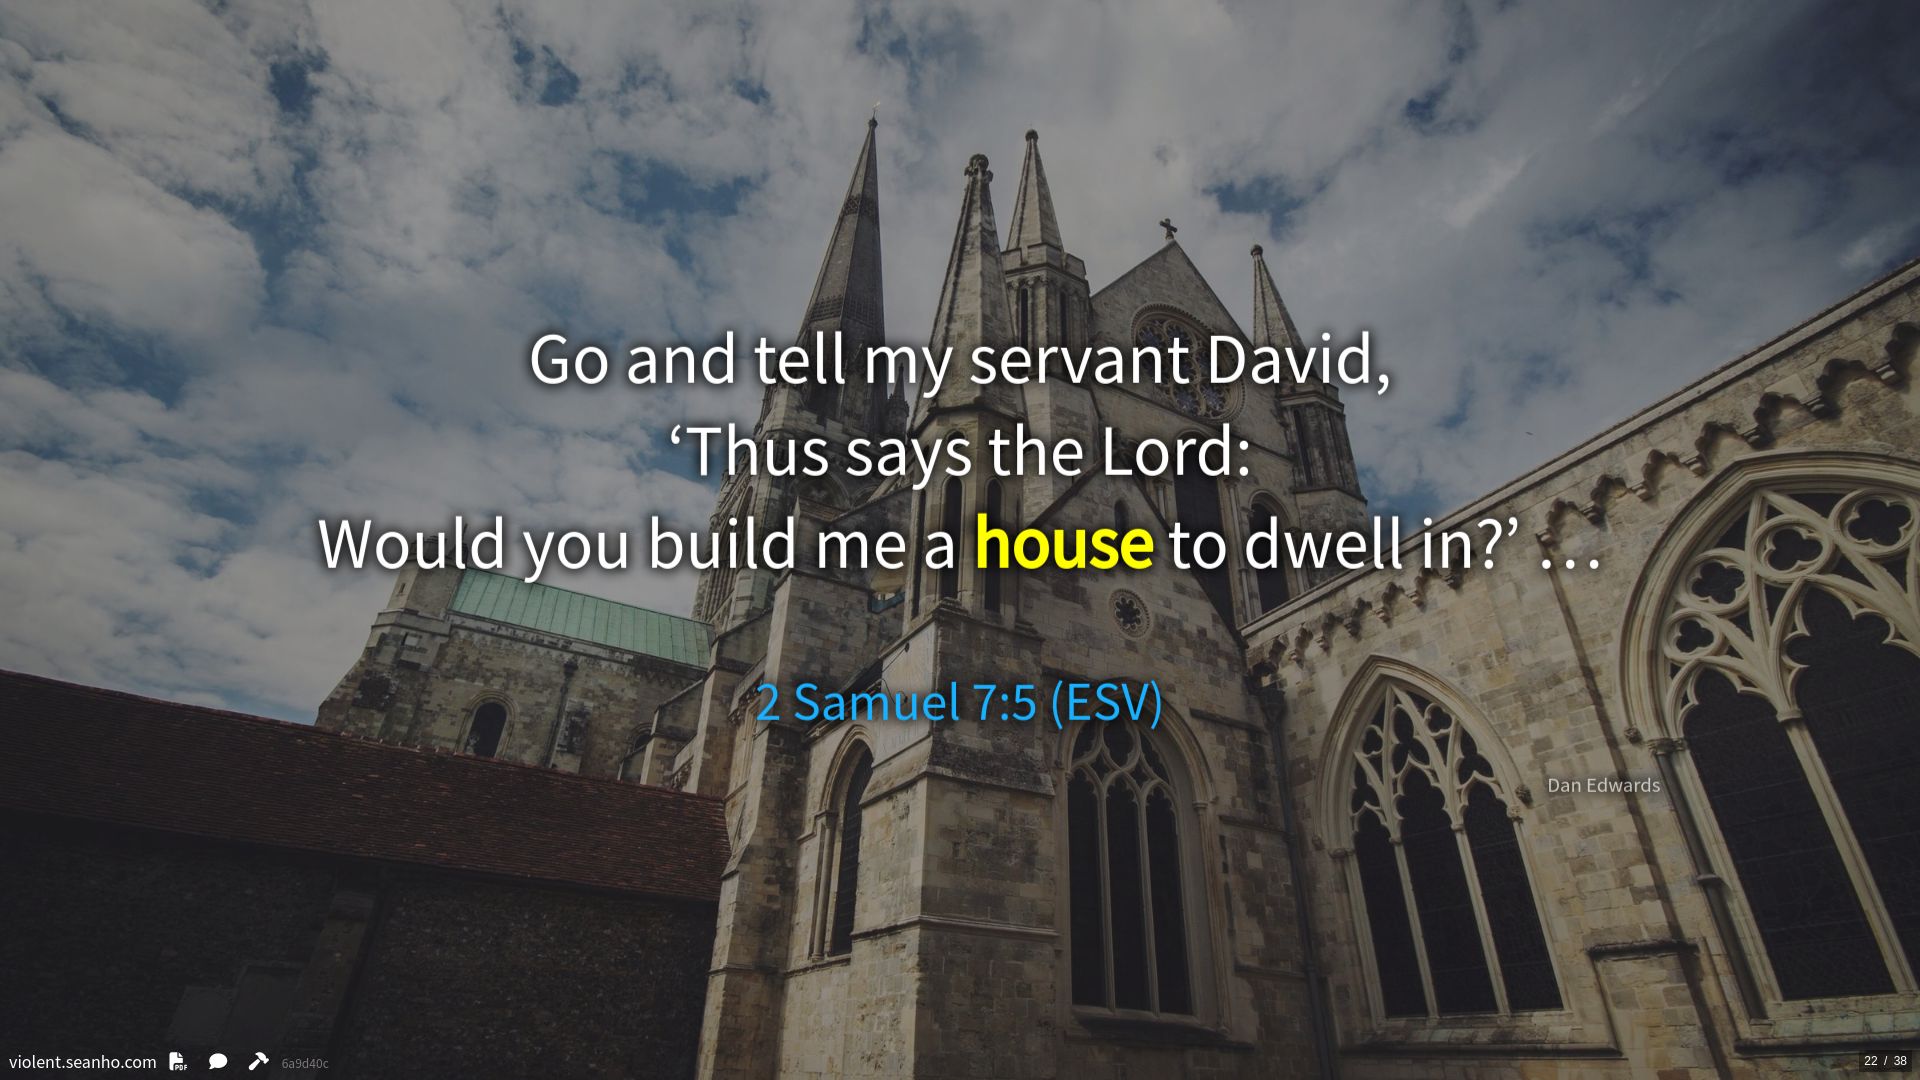 Go and tell my servant David,
‘Thus says the Lord:
Would you build me a house to dwell in?’ …
2 Samuel 7:5 (ESV)
Dan Edwards
violent.seanho.com PDF 6a9d40c
22 / 38